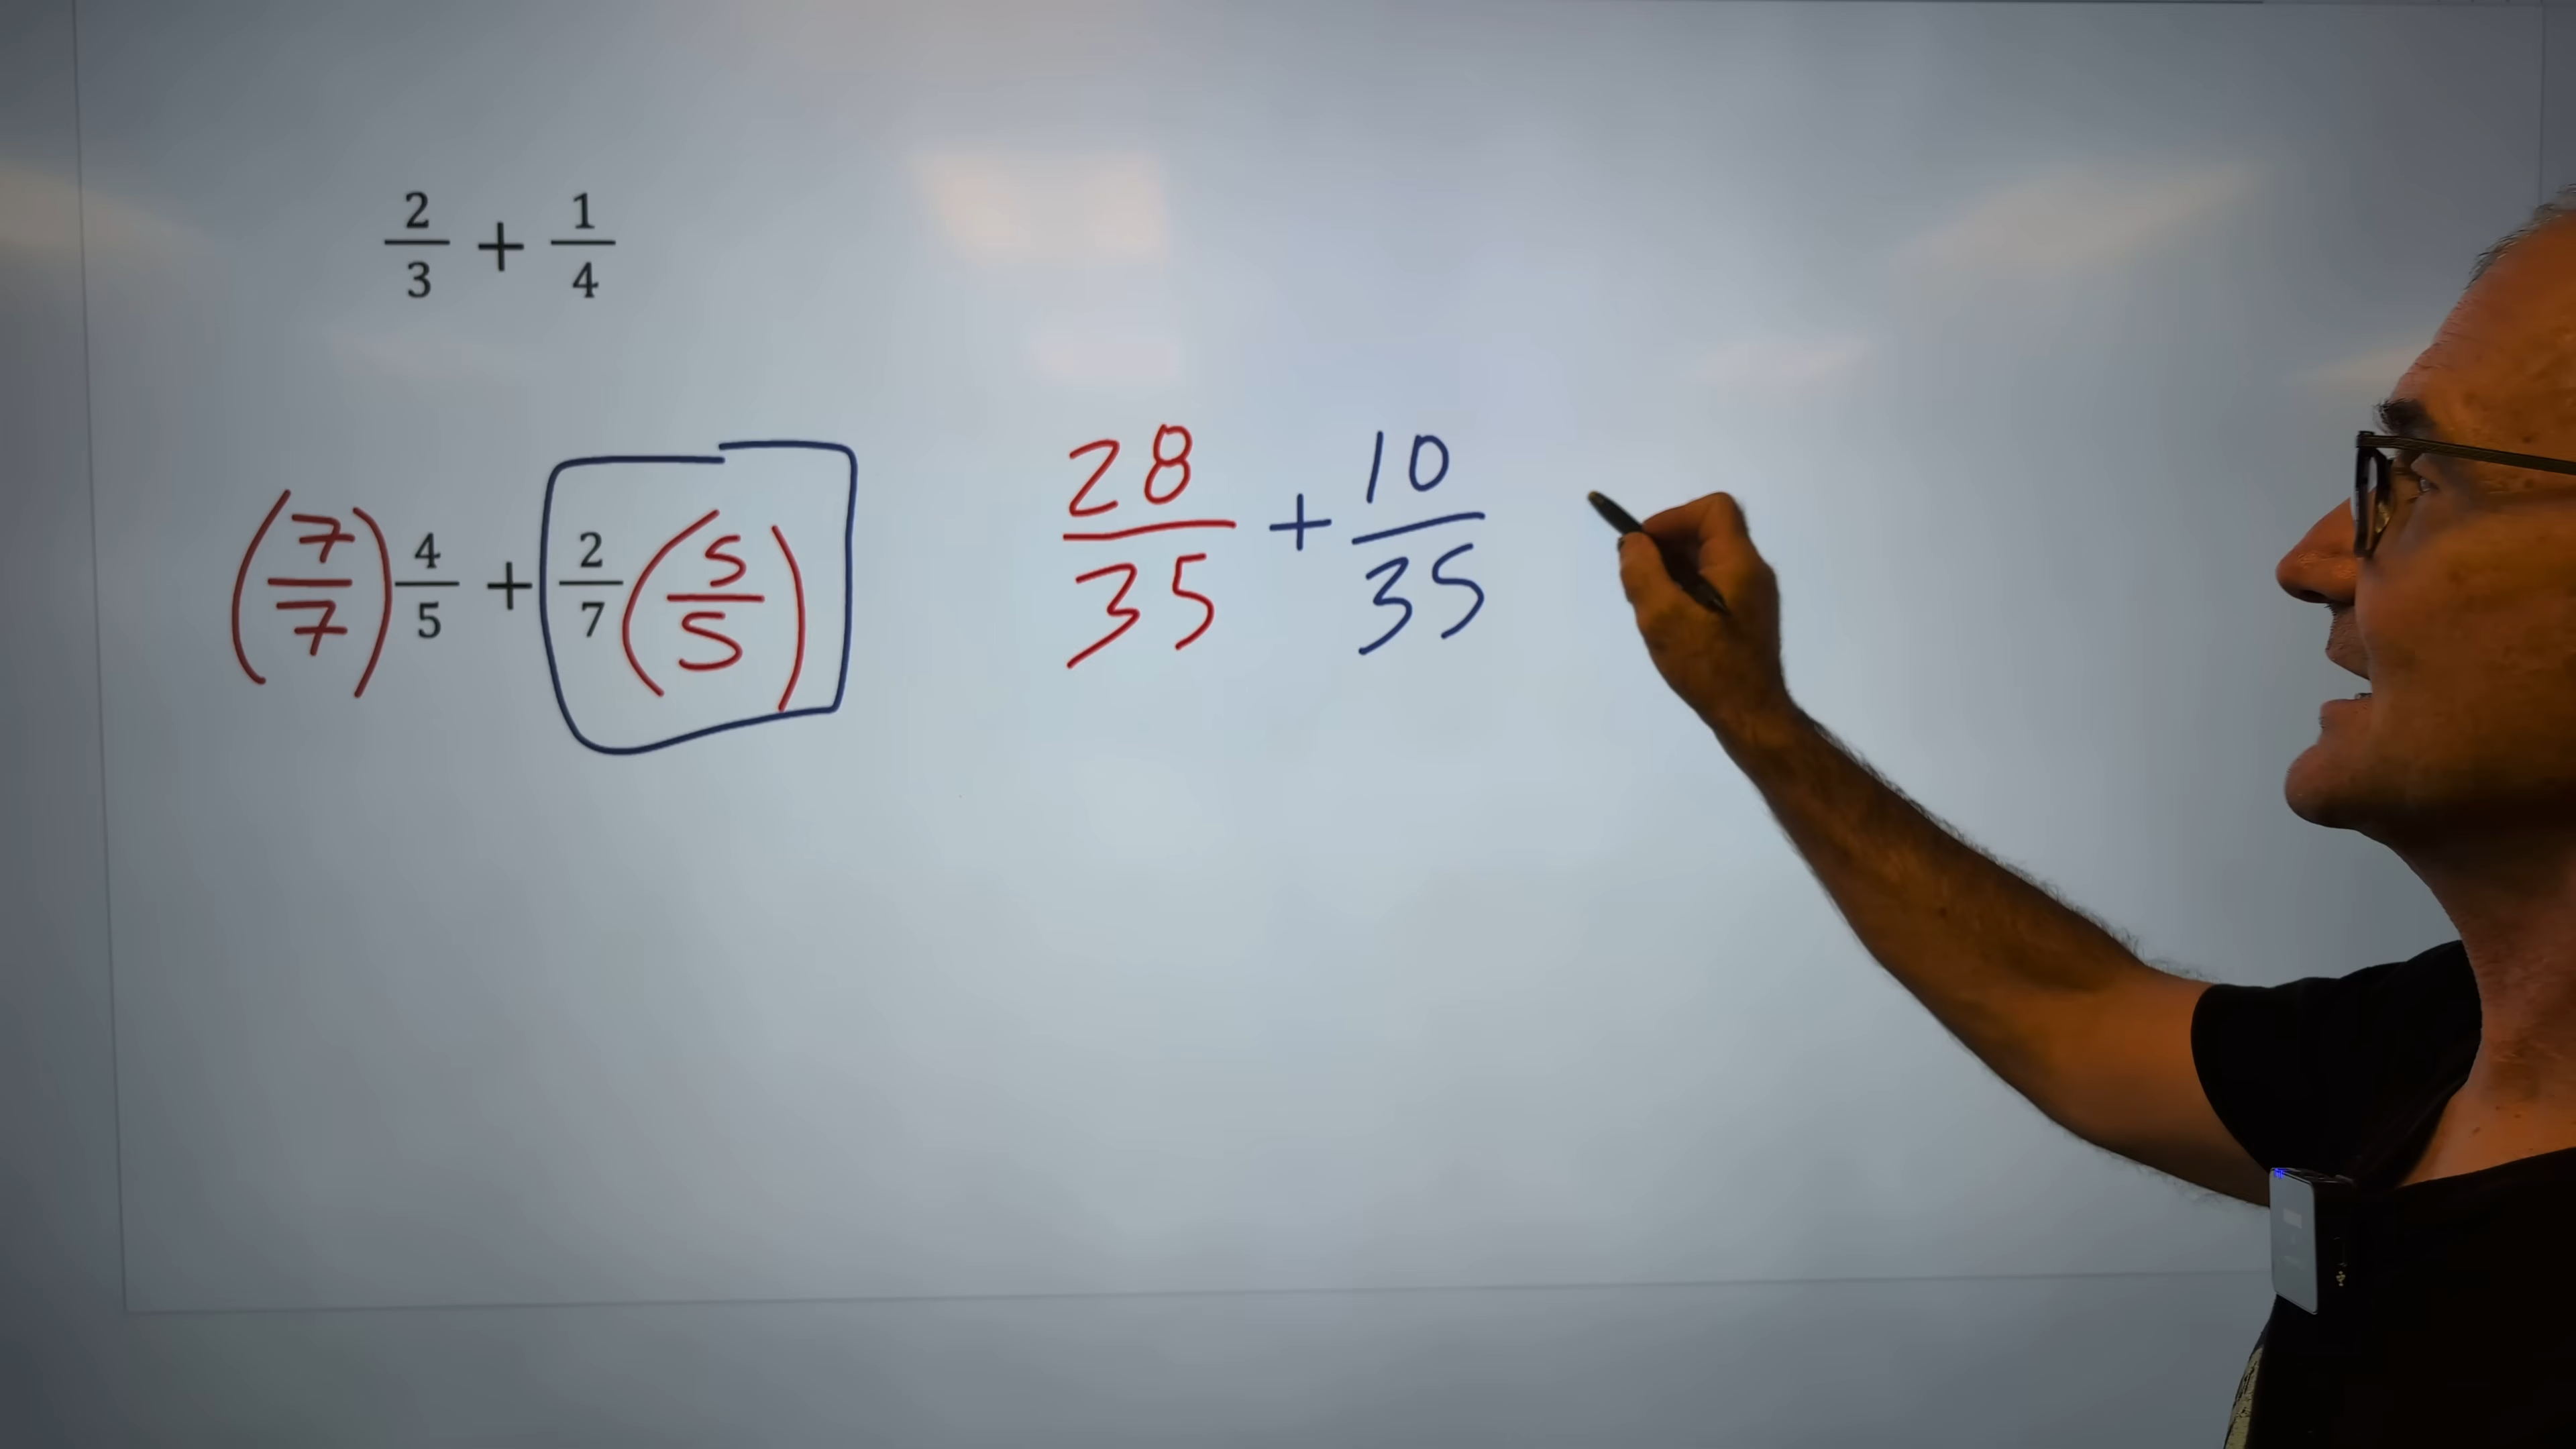 2/3 + 1/4
(7/7) 4/5 + 2/7 (5/5)
28/35 + 10/35